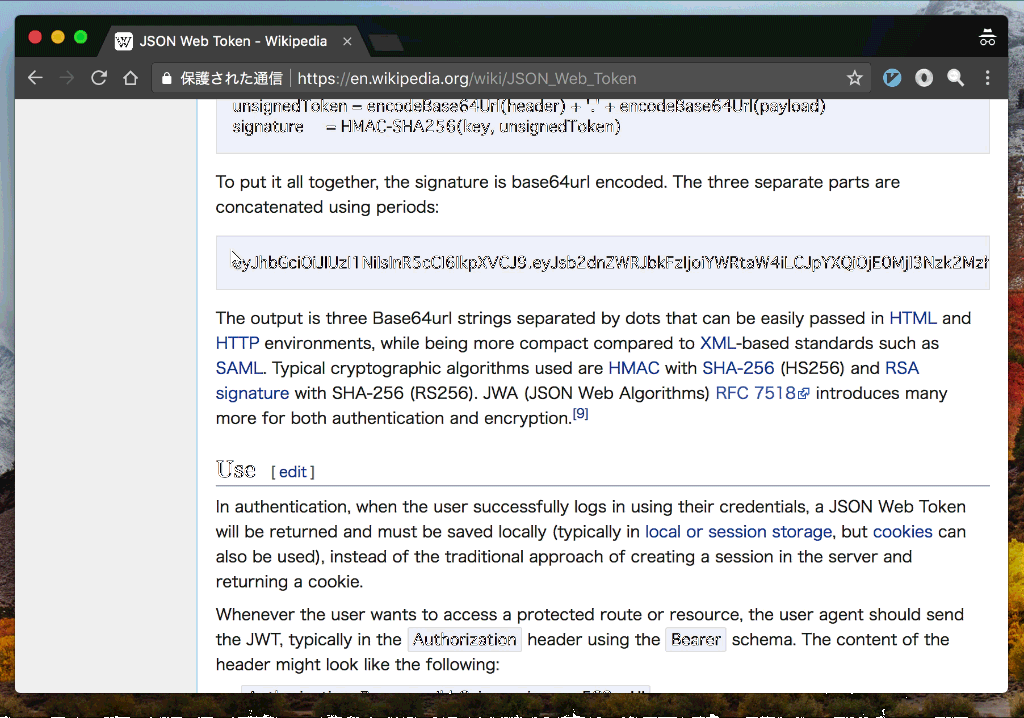 JSON Web Token - Wikipedia
保護された通信 https://en.wikipedia.org/wiki/JSON_Web_Token
unsignedToken = encodeBase64Url(header) + '.' + encodeBase64Url(payload)
signature = HMAC-SHA256(key, unsignedToken)
To put it all together, the signature is base64url encoded. The three separate parts are
concatenated using periods:
eyJhbGciOiJIUzI1NiIsInR5cCI6IkpXVCJ9.eyJsb2dnZWRJbkFzIjoiYWRtaW4iLCJpYXQiOjE0MjI3Nzk2Mzh
The output is three Base64url strings separated by dots that can be easily passed in HTML and
HTTP environments, while being more compact compared to XML-based standards such as
SAML. Typical cryptographic algorithms used are HMAC with SHA-256 (HS256) and RSA
signature with SHA-256 (RS256). JWA (JSON Web Algorithms) RFC 7518 introduces many
more for both authentication and encryption.[9]
Use [ edit ]
In authentication, when the user successfully logs in using their credentials, a JSON Web Token
will be returned and must be saved locally (typically in local or session storage, but cookies can
also be used), instead of the traditional approach of creating a session in the server and
returning a cookie.
Whenever the user wants to access a protected route or resource, the user agent should send
the JWT, typically in the Authorization header using the Bearer schema. The content of the
header might look like the following: